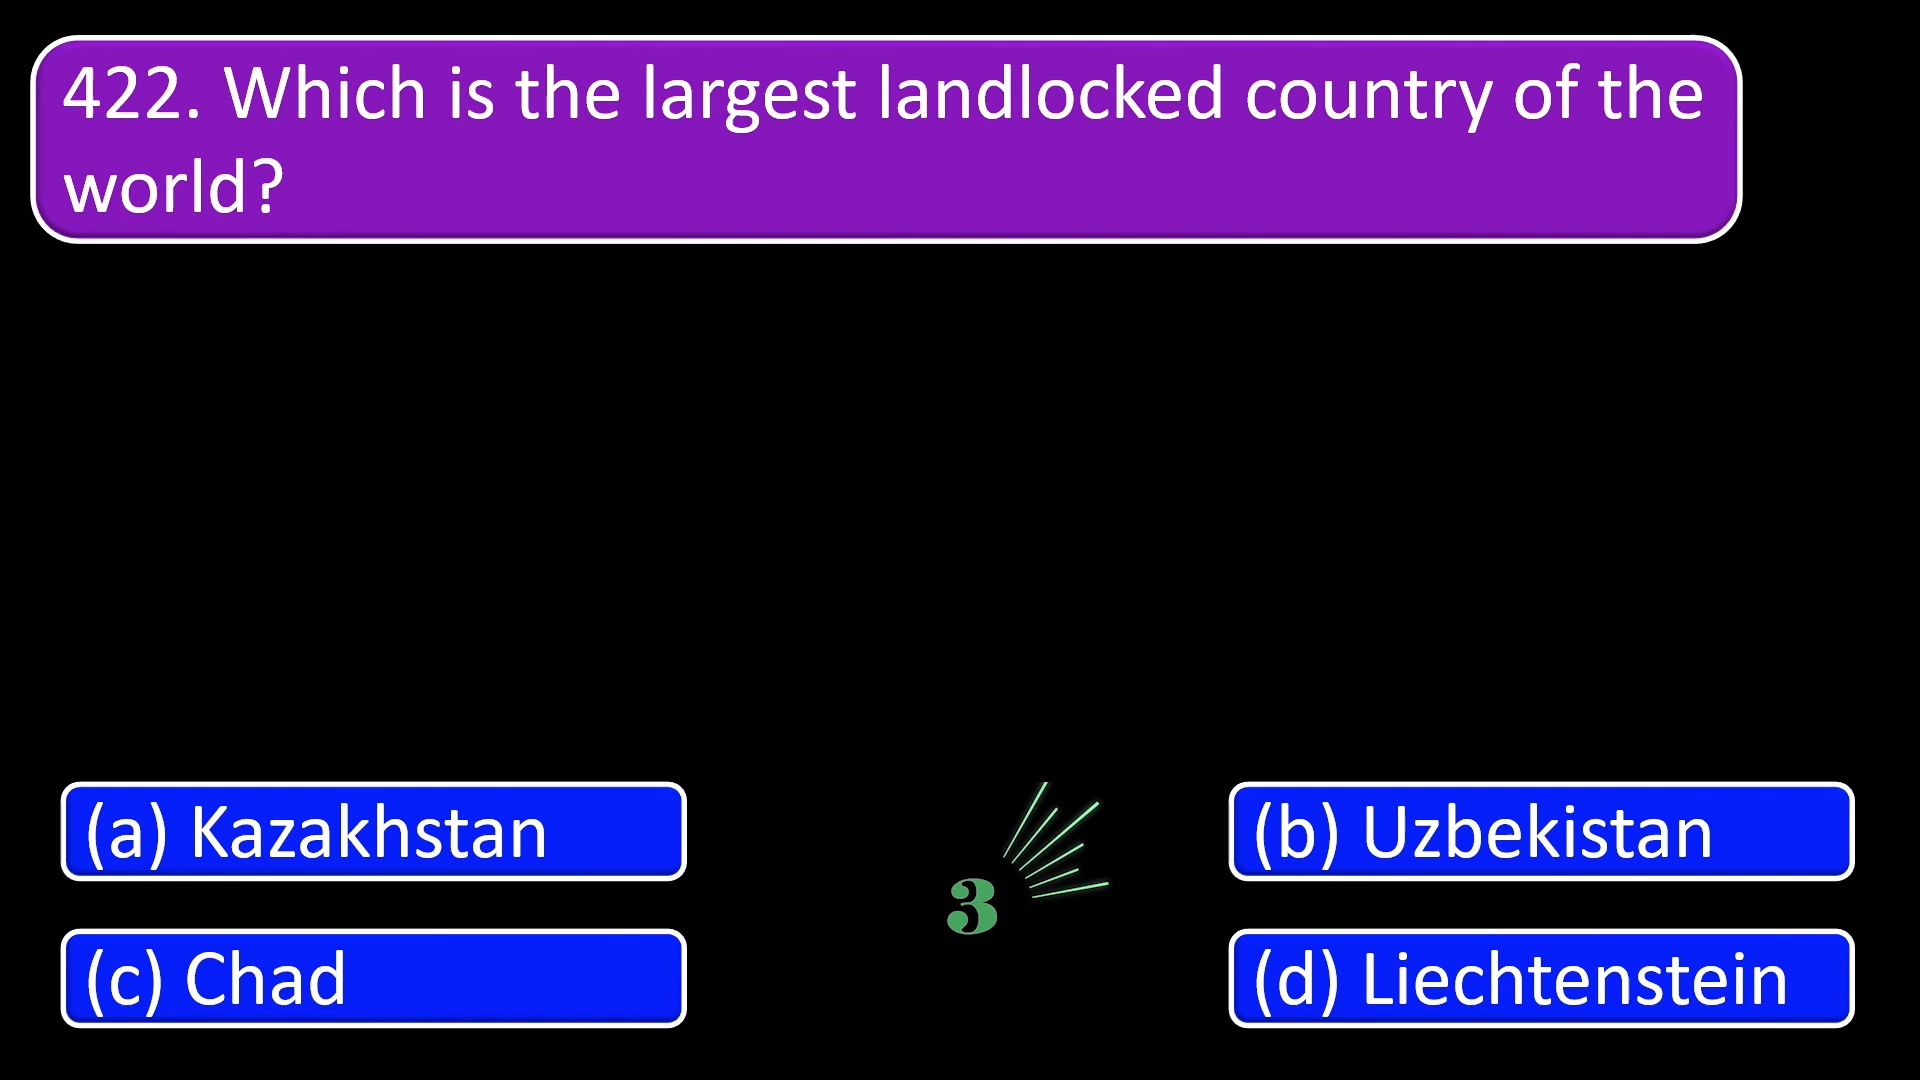 422. Which is the largest landlocked country of the
world?
(a) Kazakhstan
(b) Uzbekistan
3
(c) Chad
(d) Liechtenstein